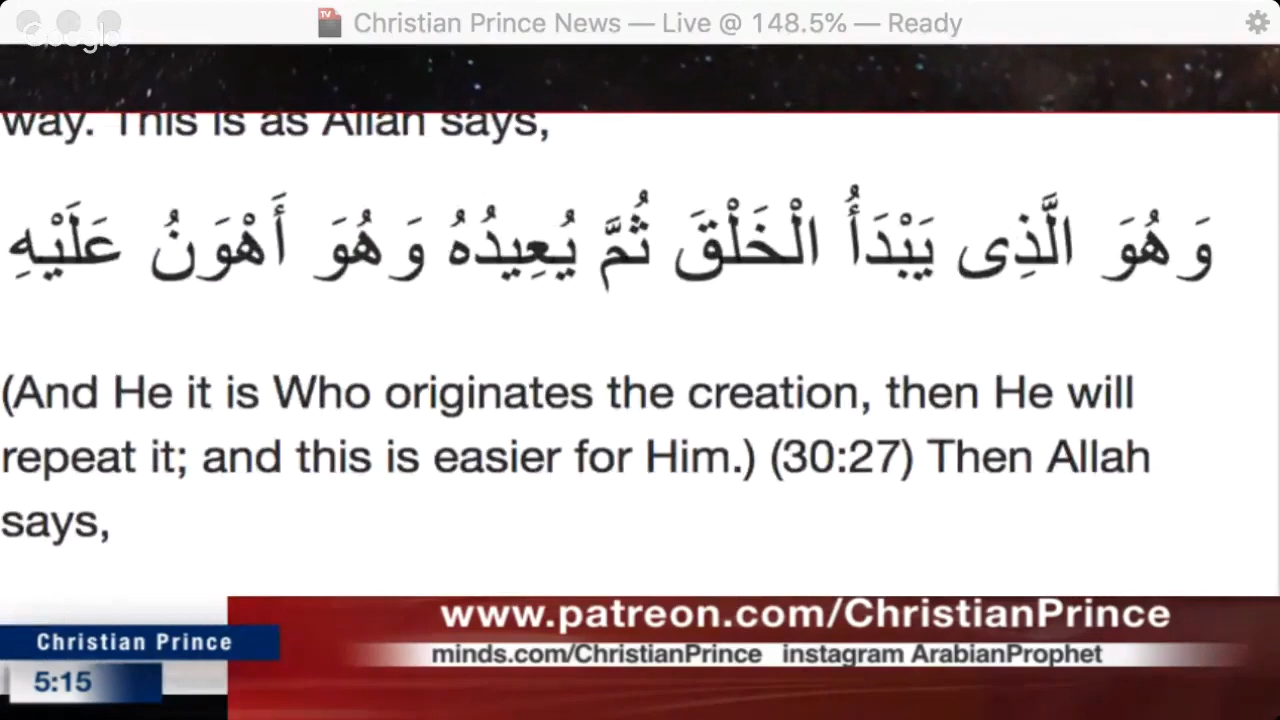 Christian Prince News — Live @ 148.5% — Ready
Google
way. This is as Allah says,
وَهُوَ الَّذِى يَبْدَأُ الْخَلْقَ ثُمَّ يُعِيدُهُ وَهُوَ أَهْوَنُ عَلَيْهِ
(And He it is Who originates the creation, then He will
repeat it; and this is easier for Him.) (30:27) Then Allah
says,
www.patreon.com/ChristianPrince
Christian Prince
minds.com/ChristianPrince instagram ArabianProphet
5:15